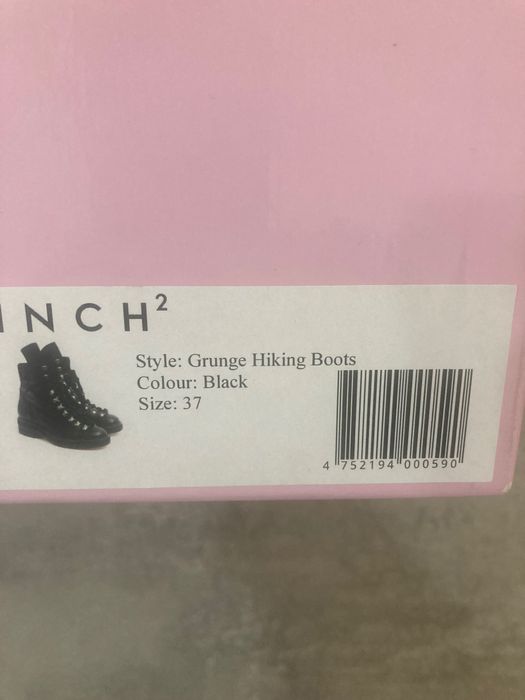 INCH²
Style: Grunge Hiking Boots
Colour: Black
Size: 37
4 752194 000590